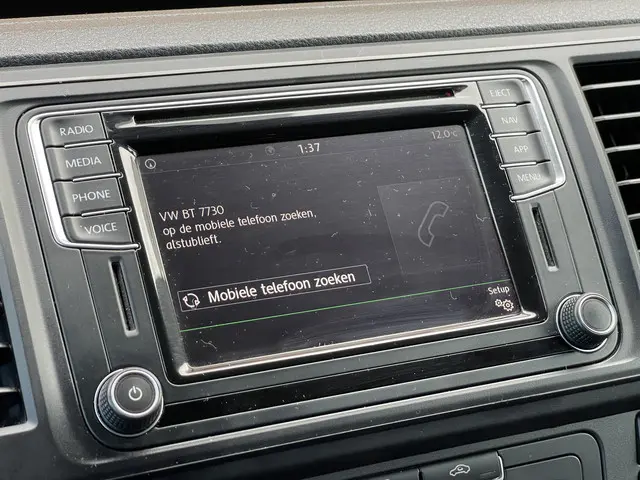 RADIO
MEDIA
PHONE
VOICE
EJECT
NAV
APP
MENU
1:37
12.0°C
VW BT 7730
op de mobiele telefoon zoeken,
alstublieft.
Mobiele telefoon zoeken
Setup